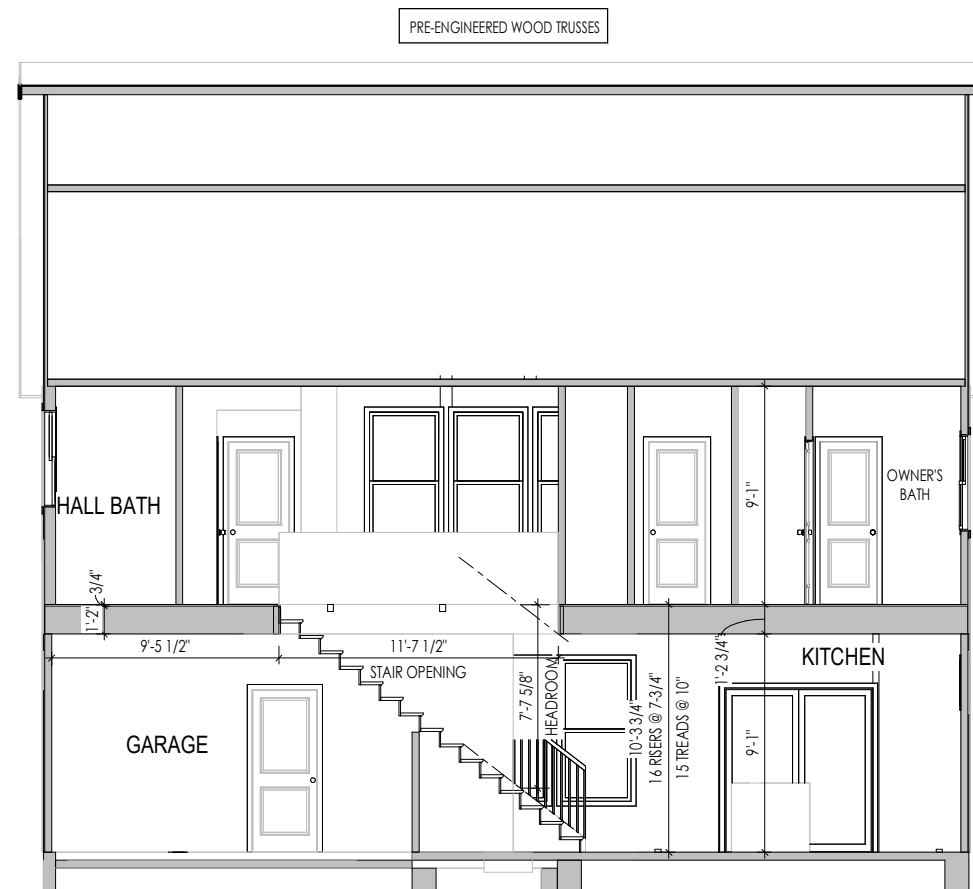 PRE-ENGINEERED WOOD TRUSSES
HALL BATH
OWNER'S
BATH
9'-1"
3/4"
1'-2"
9'-5 1/2"
11'-7 1/2"
STAIR OPENING
7'-7 5/8"
HEADROOM
10'-3 3/4"
16 RISERS @ 7-3/4"
15 TREADS @ 10"
1'-2 3/4"
KITCHEN
9'-1"
GARAGE